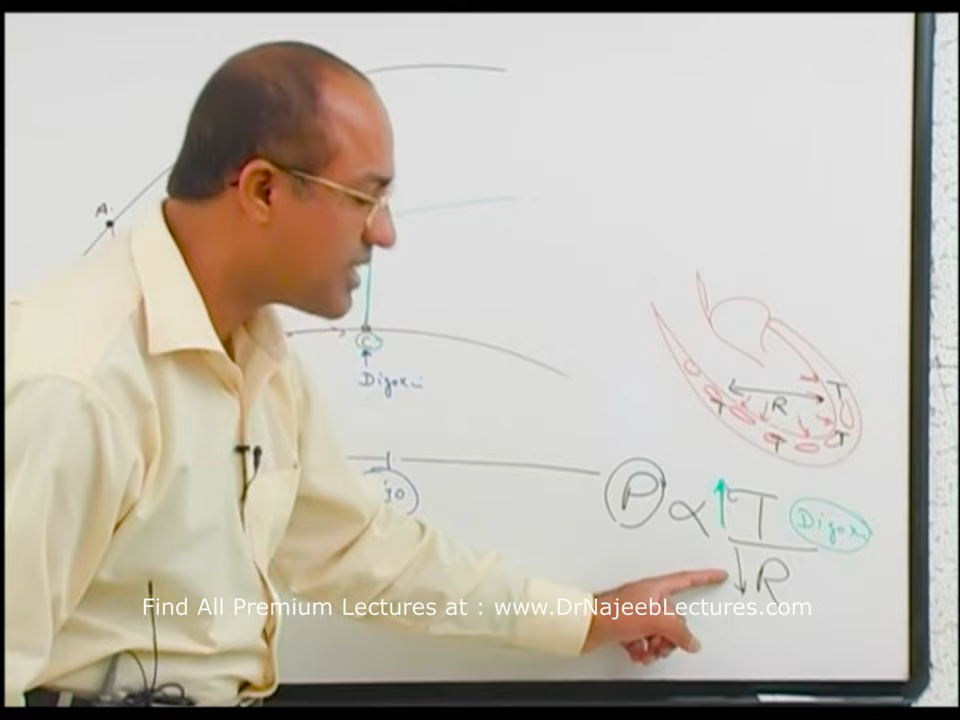 A.
C
Digoxin
R
T
T
T
T
P ∝ ↑ T Digoxin
↓ R
Find All Premium Lectures at : www.DrNajeebLectures.com